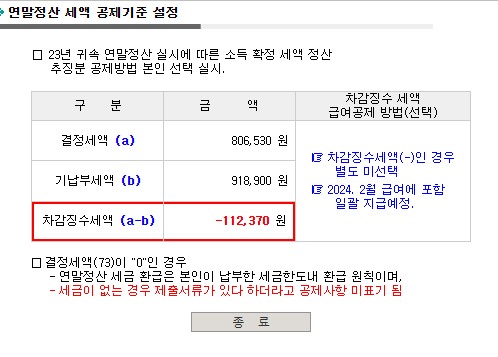 연말정산 세액 공제기준 설정
□ 23년 귀속 연말정산 실시에 따른 소득 확정 세액 정산
추징분 공제방법 본인 선택 실시.
구 분
금 액
차감징수 세액
급여공제 방법(선택)
결정세액 (a)
806,530 원
기납부세액 (b)
918,900 원
차감징수세액 (a-b)
-112,370 원
☞ 차감징수세액(-)인 경우
별도 미선택
☞ 2024. 2월 급여에 포함
일괄 지급예정.
□ 결정세액(73)이 "0"인 경우
- 연말정산 세금 환급은 본인이 납부한 세금한도내 환급 원칙이며,
- 세금이 없는 경우 제출서류가 있다 하더라고 공제사항 미표기 됨
종 료